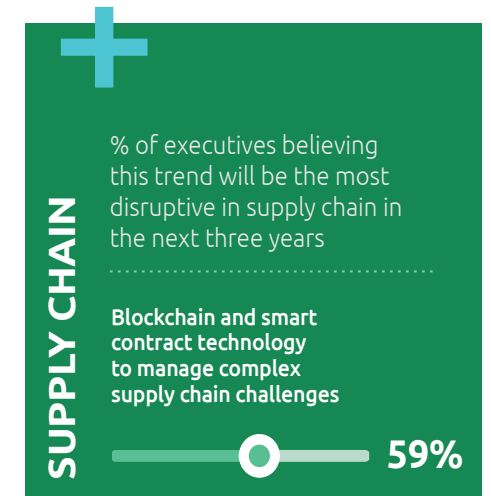 SUPPLY CHAIN
% of executives believing
this trend will be the most
disruptive in supply chain in
the next three years
Blockchain and smart
contract technology
to manage complex
supply chain challenges
59%